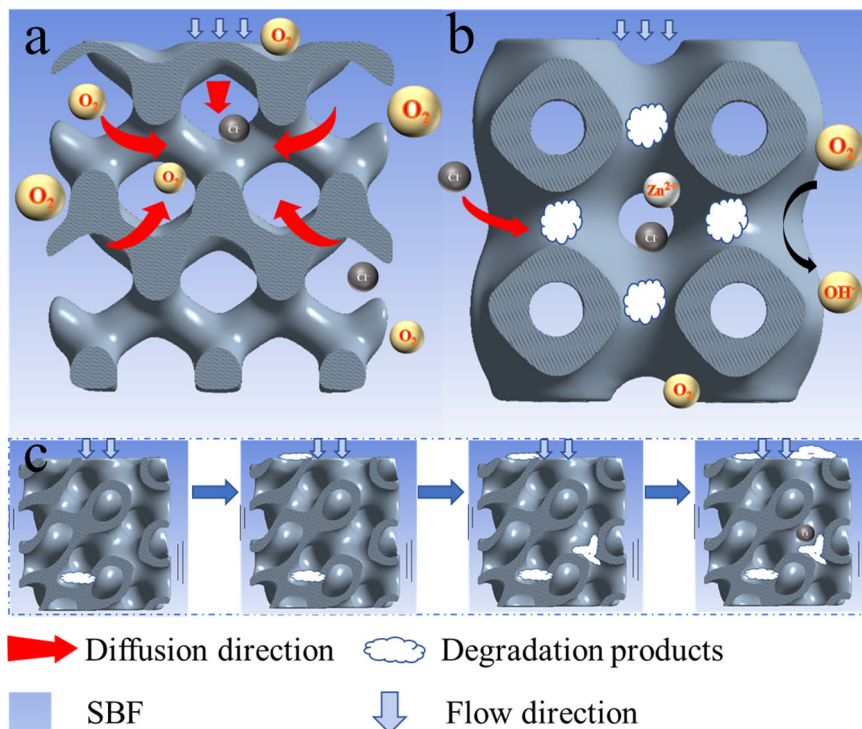 a
O₂
O₂
O₂
Cl⁻
O₂
O₂
Cl⁻
O₂
b
O₂
Cl⁻
Zn²⁺
Cl⁻
OH⁻
O₂
c
Diffusion direction
Degradation products
SBF
Flow direction